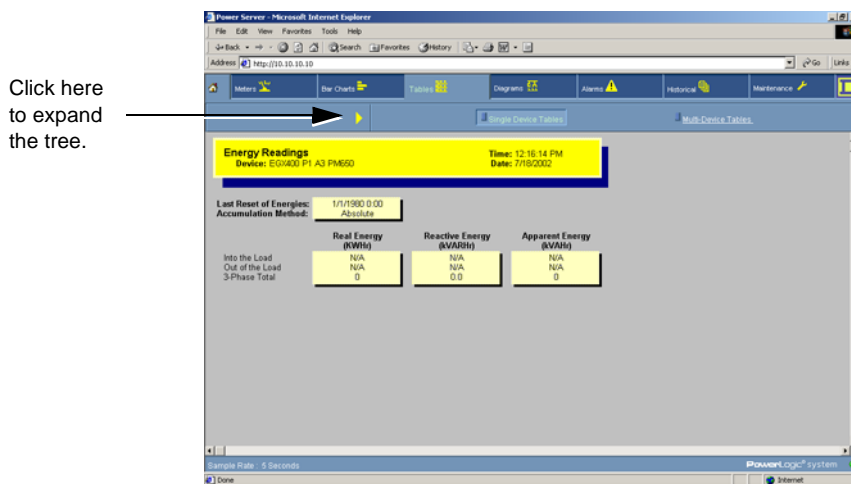 Click here
to expand
the tree.
Power Server - Microsoft Internet Explorer
File Edit View Favorites Tools Help
Back Search Favorites History
Address http://10.10.10.10 Go Links
Meters Bar Charts Tables Diagrams Alarms Historical Maintenance
Single Device Tables Multi-Device Tables
Energy Readings
Device: EGX400 P1 A3 PM650
Time: 12:16:14 PM
Date: 7/18/2002
Last Reset of Energies: 1/1/1980 0:00
Accumulation Method: Absolute
Real Energy Reactive Energy Apparent Energy
(KWHr) (kVARHr) (kVAHr)
Into the Load N/A N/A N/A
Out of the Load N/A N/A N/A
3-Phase Total 0 0.0 0
Sample Rate : 5 Seconds PowerLogic® system
Done Internet